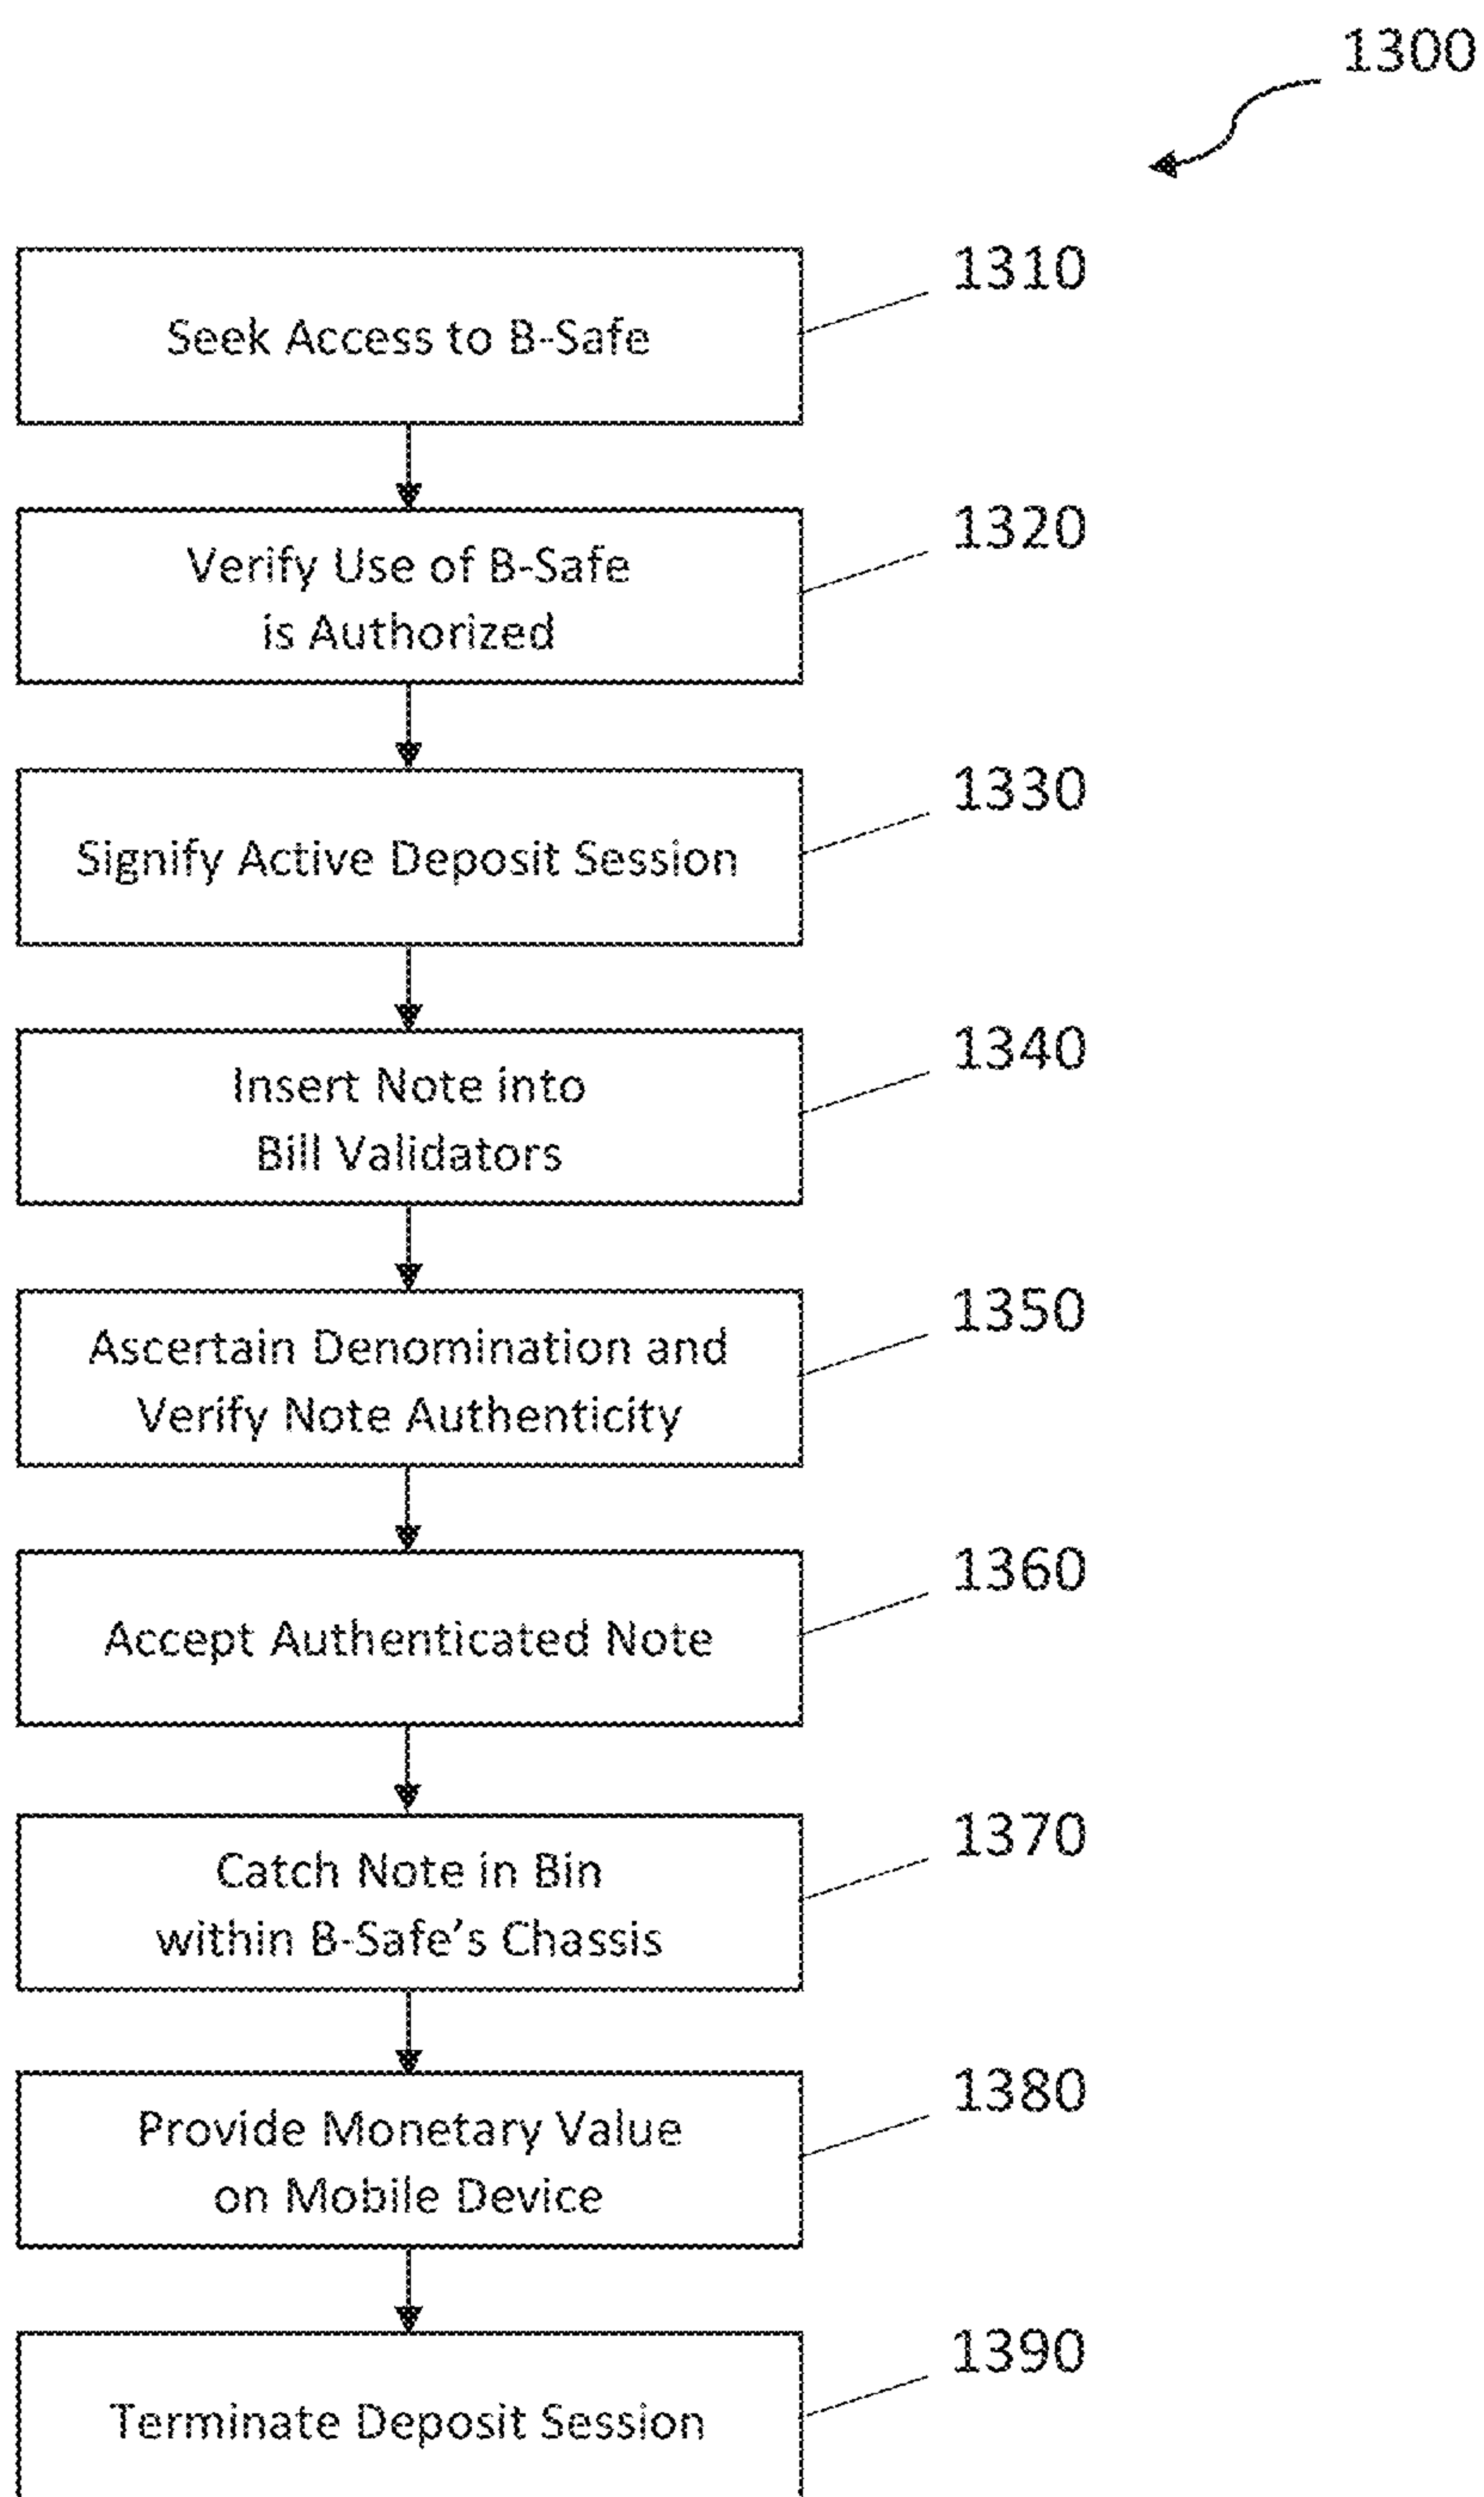 1300
Seek Access to B-Safe
1310
Verify Use of B-Safe
is Authorized
1320
Signify Active Deposit Session
1330
Insert Note into
Bill Validators
1340
Ascertain Denomination and
Verify Note Authenticity
1350
Accept Authenticated Note
1360
Catch Note in Bin
within B-Safe’s Chassis
1370
Provide Monetary Value
on Mobile Device
1380
Terminate Deposit Session
1390